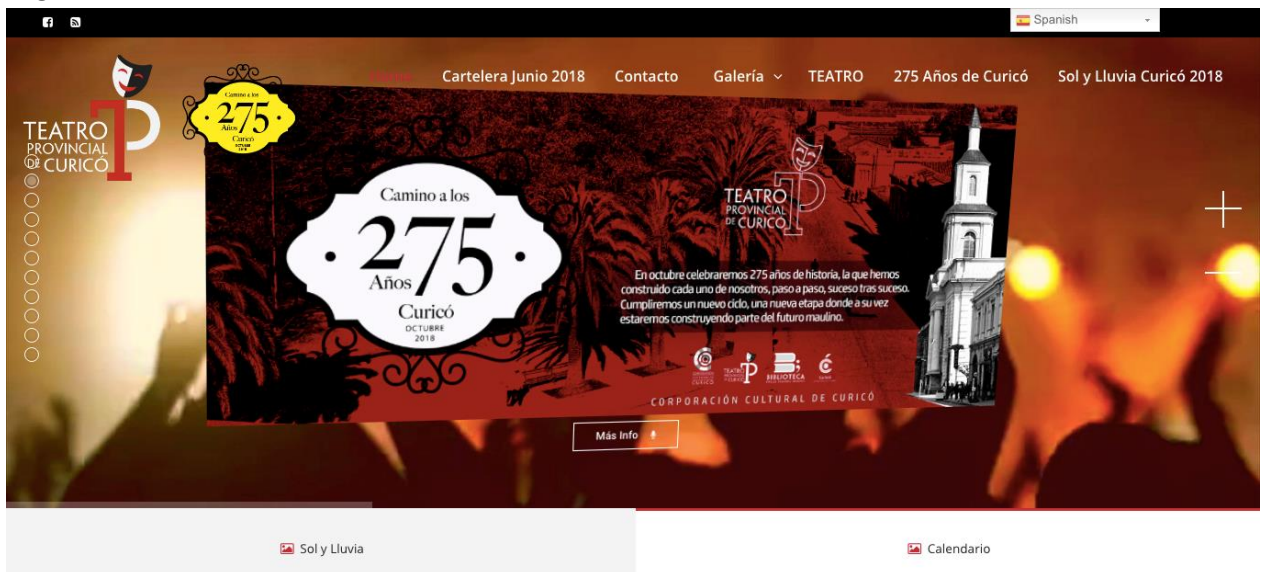 Spanish
Home
Cartelera Junio 2018
Contacto
Galería
TEATRO
275 Años de Curicó
Sol y Lluvia Curicó 2018
TEATRO
PROVINCIAL
DE CURICÓ
Camino a los
275
Años
Curicó
OCTUBRE
2018
Camino a los
275
Años
Curicó
OCTUBRE
2018
TEATRO
PROVINCIAL
DE CURICÓ
En octubre celebraremos 275 años de historia, la que hemos
construido cada uno de nosotros, paso a paso, suceso tras suceso.
Cumpliremos un nuevo ciclo, una nueva etapa donde a su vez
estaremos construyendo parte del futuro maulino.
BIBLIOTECA
CORPORACIÓN CULTURAL DE CURICÓ
Más Info
Sol y Lluvia
Calendario